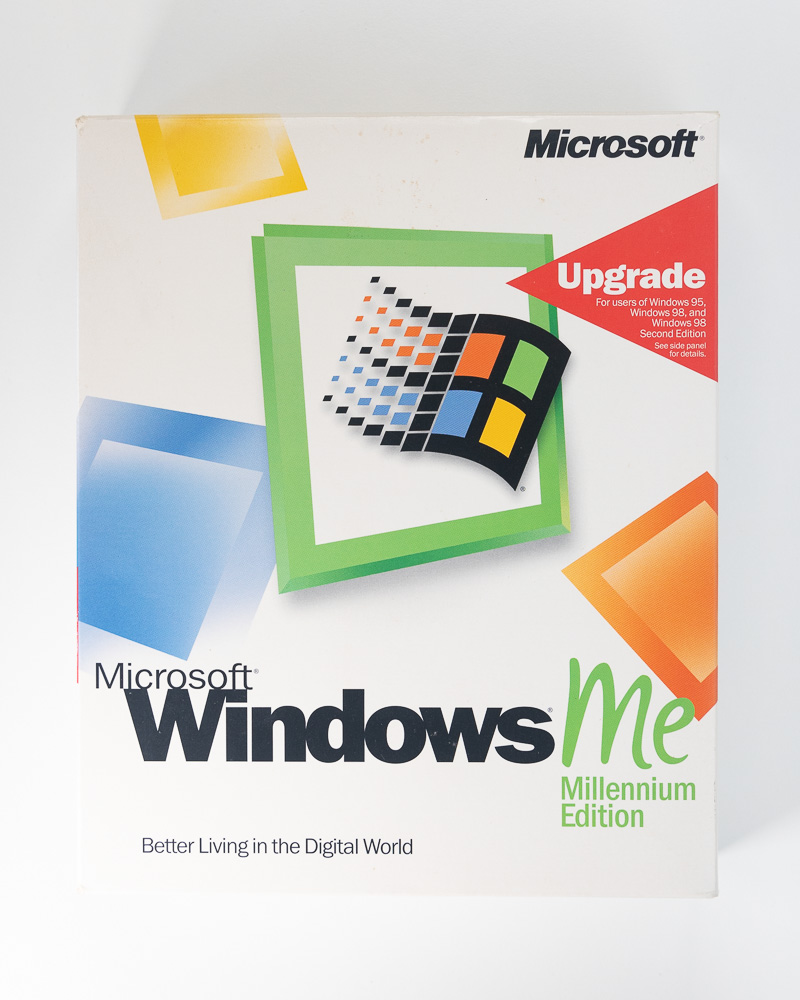 Microsoft®
Upgrade
For users of Windows 95,
Windows 98, and
Windows 98
Second Edition
See side panel
for details.
®
Microsoft®
Windows® Me
Millennium
Edition
Better Living in the Digital World